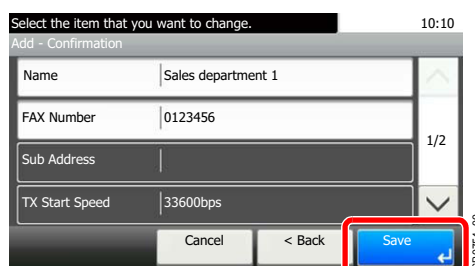 Select the item that you want to change. 10:10
Add - Confirmation
Name Sales department 1
FAX Number 0123456
1/2
Sub Address
TX Start Speed 33600bps
Cancel < Back Save